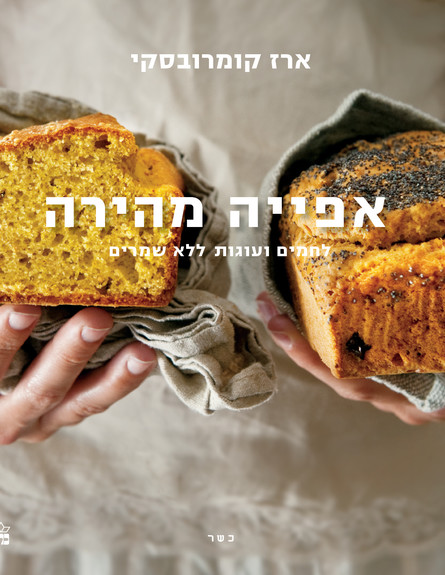 ארז קומרובסקי
אפייה מהירה
לחמים ועוגות ללא שמרים
כשר